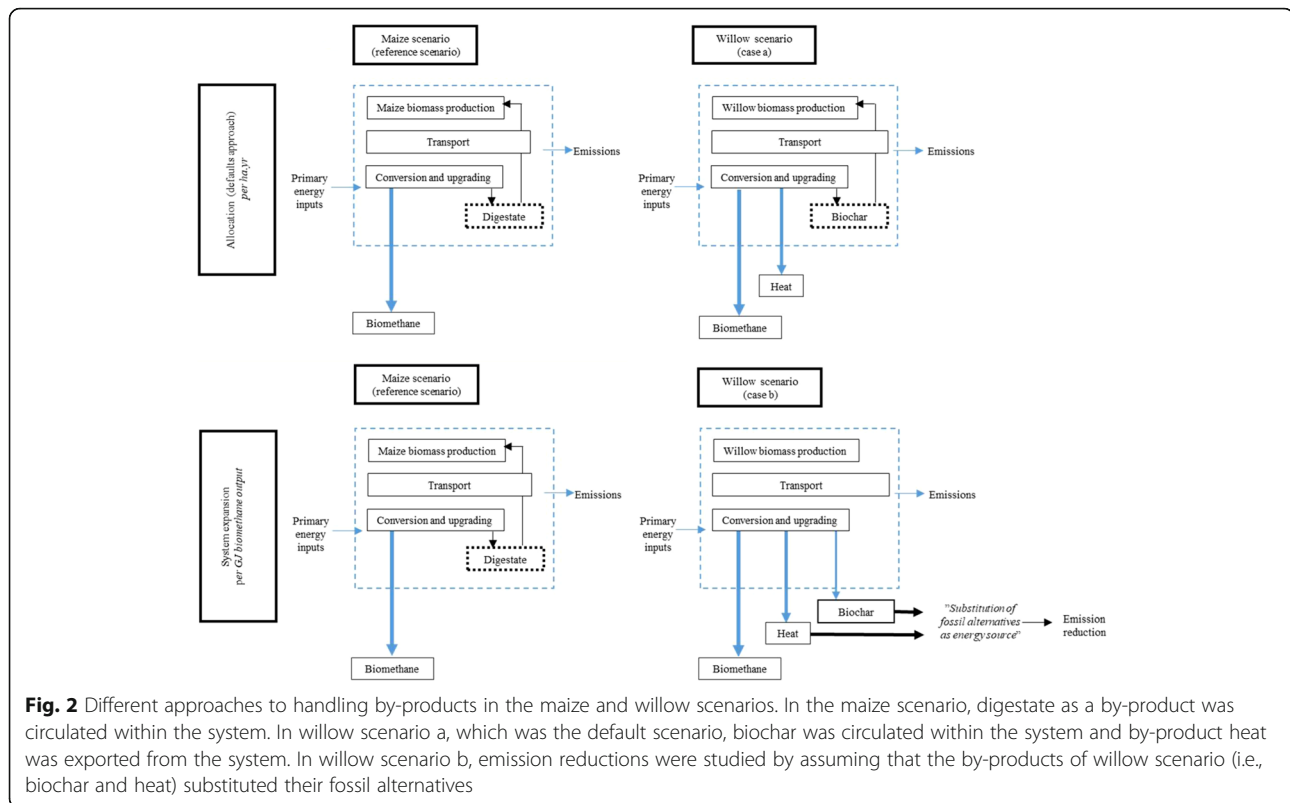 Maize scenario
(reference scenario)
Willow scenario
(case a)
Allocation (defaults approach)
per ha.yr
Maize biomass production
Transport
Conversion and upgrading
Digestate
Primary
energy
inputs
Emissions
Biomethane
Willow biomass production
Transport
Conversion and upgrading
Biochar
Primary
energy
inputs
Emissions
Heat
Biomethane
Maize scenario
(reference scenario)
Willow scenario
(case b)
System expansion
per GJ biomethane output
Maize biomass production
Transport
Conversion and upgrading
Digestate
Primary
energy
inputs
Emissions
Biomethane
Willow biomass production
Transport
Conversion and upgrading
Primary
energy
inputs
Emissions
Biochar
Heat
"Substitution of
fossil alternatives
as energy source"
Emission
reduction
Biomethane
Fig. 2 Different approaches to handling by-products in the maize and willow scenarios. In the maize scenario, digestate as a by-product was
circulated within the system. In willow scenario a, which was the default scenario, biochar was circulated within the system and by-product heat
was exported from the system. In willow scenario b, emission reductions were studied by assuming that the by-products of willow scenario (i.e.,
biochar and heat) substituted their fossil alternatives